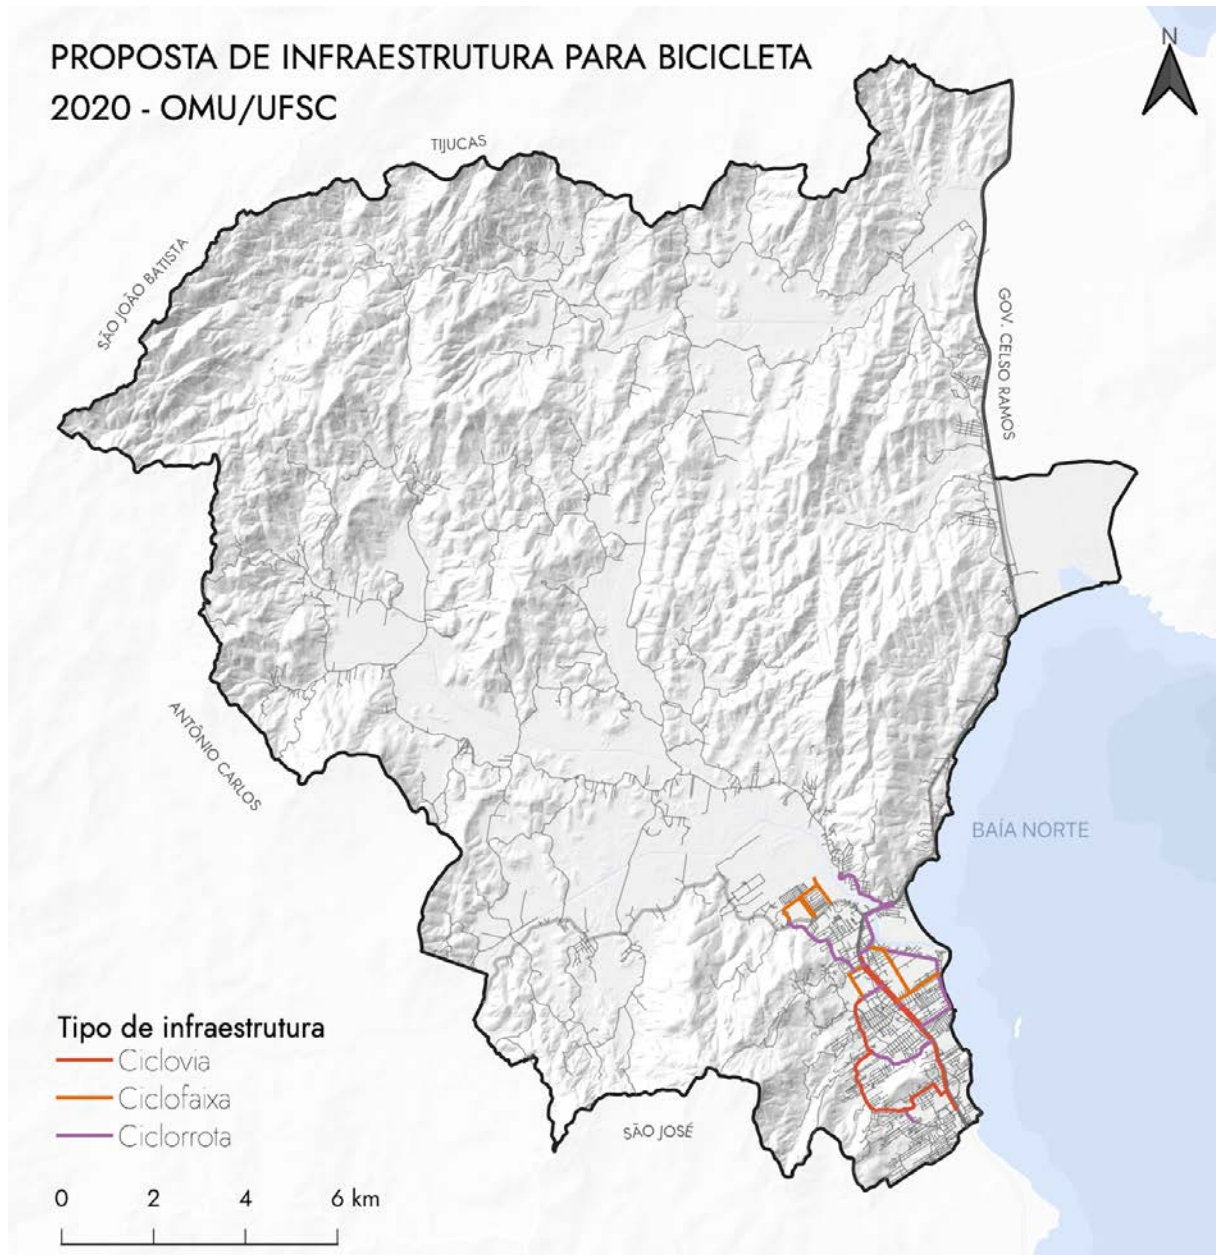 PROPOSTA DE INFRAESTRUTURA PARA BICICLETA
2020 - OMU/UFSC
N
TIJUCAS
SÃO JOÃO BATISTA
GOV. CELSO RAMOS
ANTÔNIO CARLOS
BAÍA NORTE
SÃO JOSÉ
Tipo de infraestrutura
Ciclovia
Ciclofaixa
Ciclorrota
0 2 4 6 km